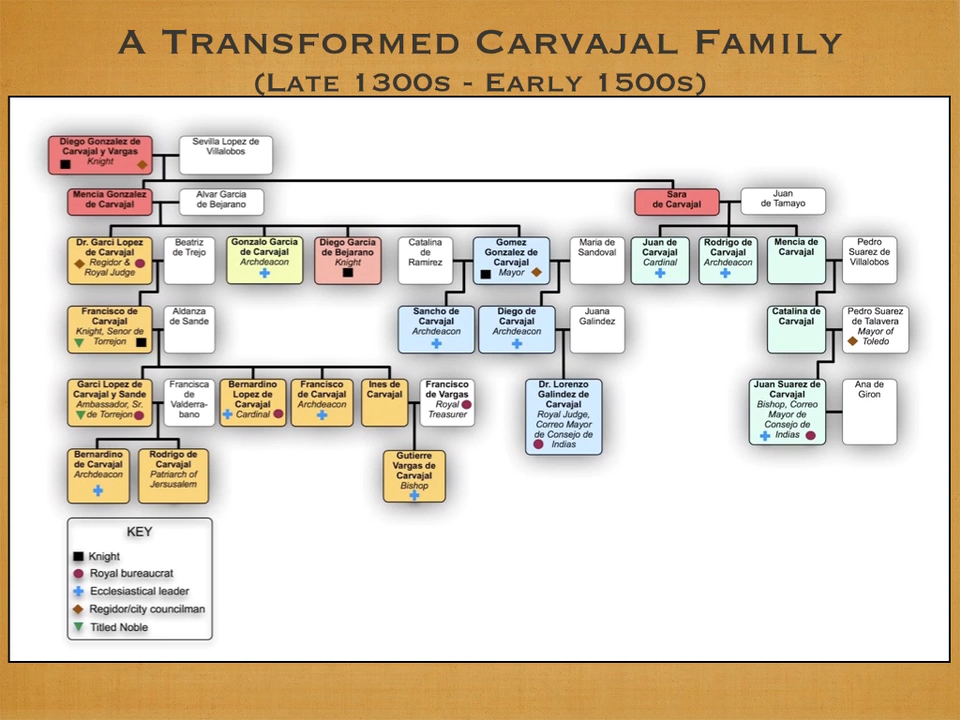 A Transformed Carvajal Family
(Late 1300s - Early 1500s)
Diego Gonzalez de
Carvajal y Vargas
Knight
Sevilla Lopez de
Villalobos
Mencia Gonzalez
de Carvajal
Alvar Garcia
de Bejarano
Sara
de Carvajal
Juan
de Tamayo
Dr. Garci Lopez
de Carvajal
Regidor &
Royal Judge
Beatriz
de Trejo
Gonzalo Garcia
de Carvajal
Archdeacon
Diego Garcia
de Bejarano
Knight
Catalina
de
Ramirez
Gomez
Gonzalez de
Carvajal
Mayor
Maria de
Sandoval
Juan de
Carvajal
Cardinal
Rodrigo de
Carvajal
Archdeacon
Mencia de
Carvajal
Pedro
Suarez de
Villalobos
Francisco de
Carvajal
Knight, Senor de
Torrejon
Aldanza
de Sande
Sancho de
Carvajal
Archdeacon
Diego de
Carvajal
Archdeacon
Juana
Galindez
Catalina de
Carvajal
Pedro Suarez
de Talavera
Mayor of
Toledo
Garci Lopez de
Carvajal y Sande
Ambassador, Sr.
de Torrejon
Francisca
de
Valderra-
bano
Bernardino
Lopez de
Carvajal
Cardinal
Francisco de
Carvajal
Archdeacon
Ines de
Carvajal
Francisco
de Vargas
Royal
Treasurer
Dr. Lorenzo
Galindez de
Carvajal
Royal Judge,
Correo Mayor
de Consejo de
Indias
Juan Suarez de
Carvajal
Bishop, Correo
Mayor de
Consejo de
Indias
Ana de
Giron
Bernardino
de Carvajal
Archdeacon
Rodrigo de
Carvajal
Patriarch of
Jersusalem
Gutierre
Vargas de
Carvajal
Bishop
KEY
Knight
Royal bureaucrat
Ecclesiastical leader
Regidor/city councilman
Titled Noble